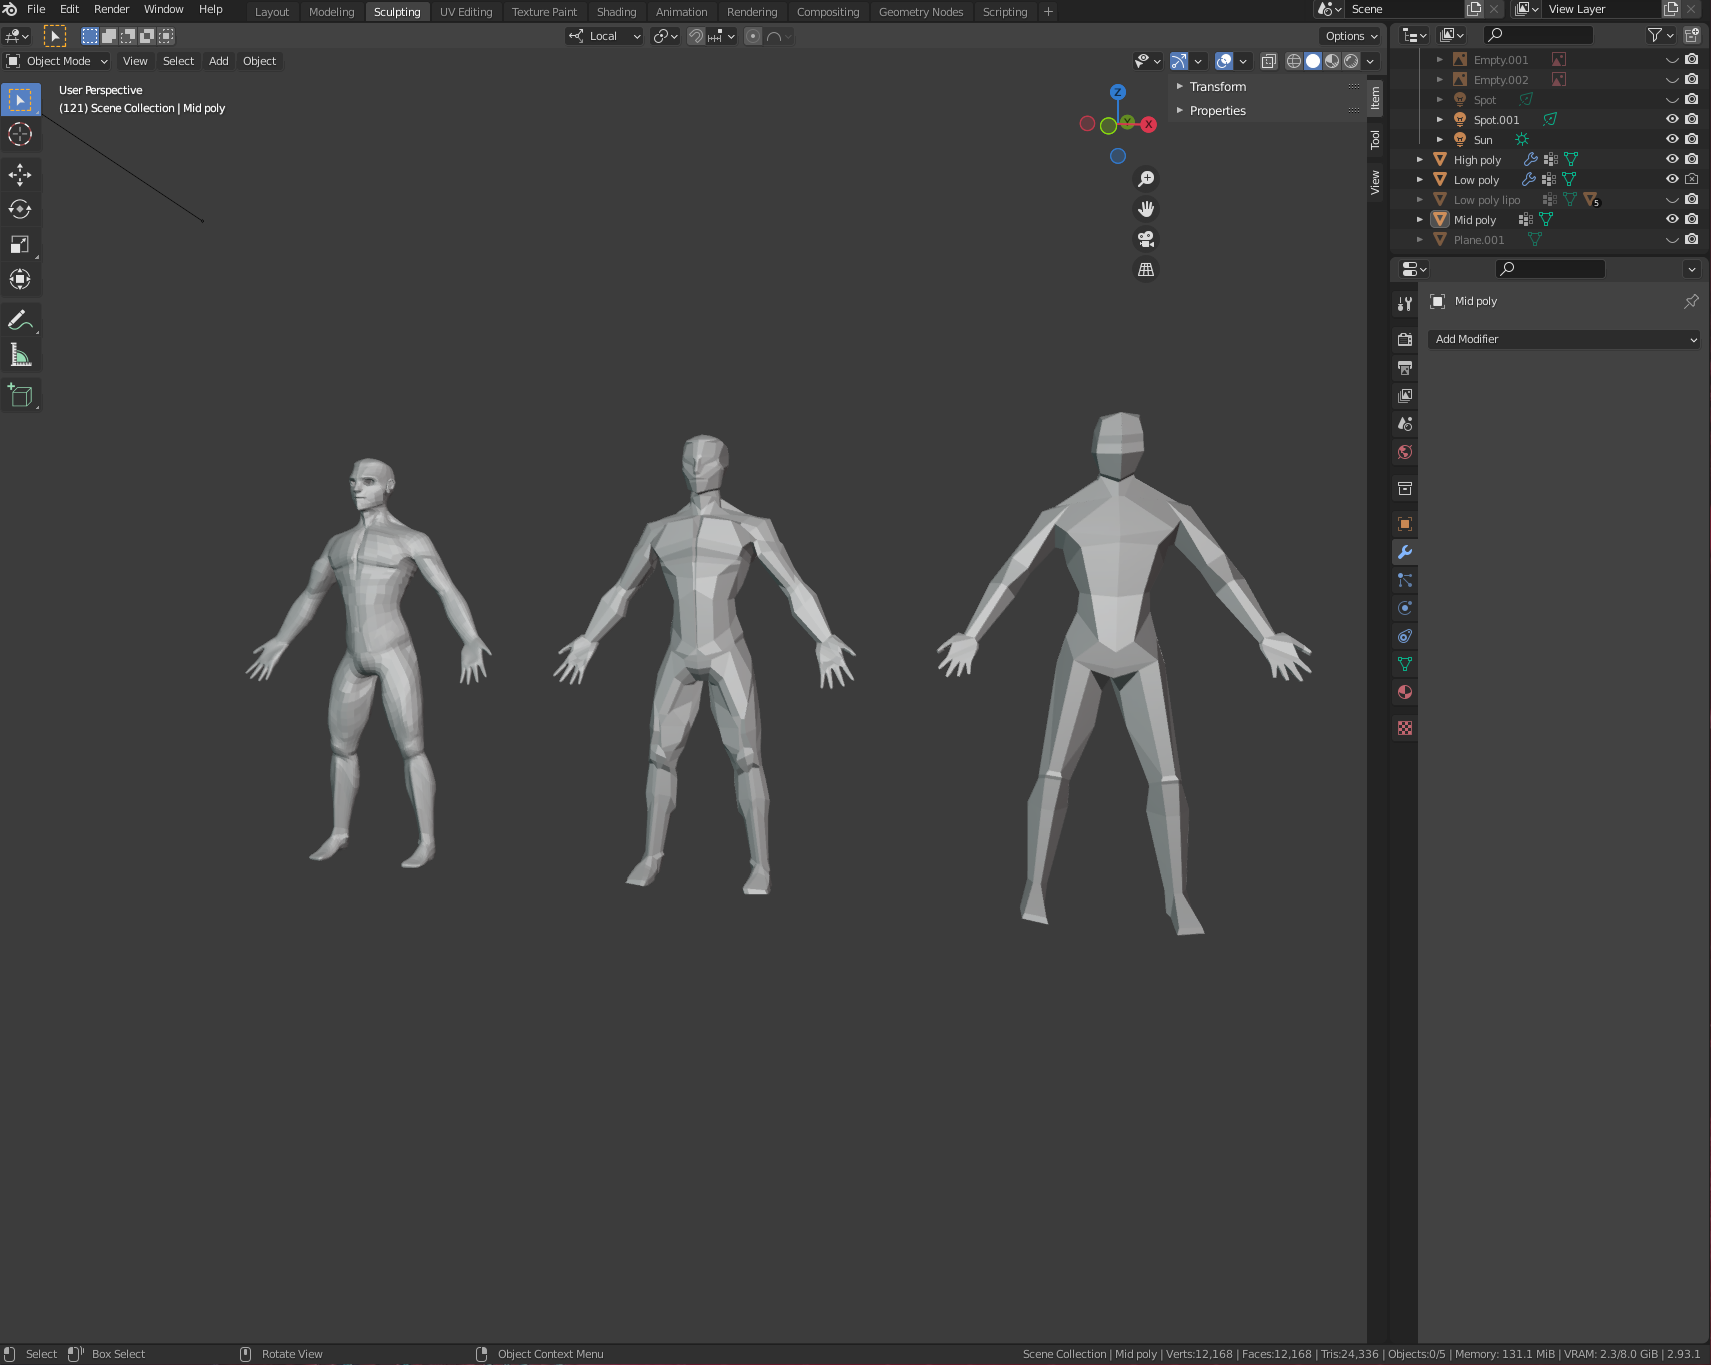 File Edit Render Window Help
Layout Modeling Sculpting UV Editing Texture Paint Shading Animation Rendering Compositing Geometry Nodes Scripting +
Scene
View Layer
Local
Options
Object Mode View Select Add Object
User Perspective
(121) Scene Collection | Mid poly
Z
Y
X
Transform
Properties
Item
Tool
View
Empty.001
Empty.002
Spot
Spot.001
Sun
High poly
Low poly
Low poly lipo 5
Mid poly
Plane.001
Mid poly
Add Modifier
Select Box Select Rotate View Object Context Menu
Scene Collection | Mid poly | Verts:12,168 | Faces:12,168 | Tris:24,336 | Objects:0/5 | Memory: 131.1 MiB | VRAM: 2.3/8.0 GiB | 2.93.1